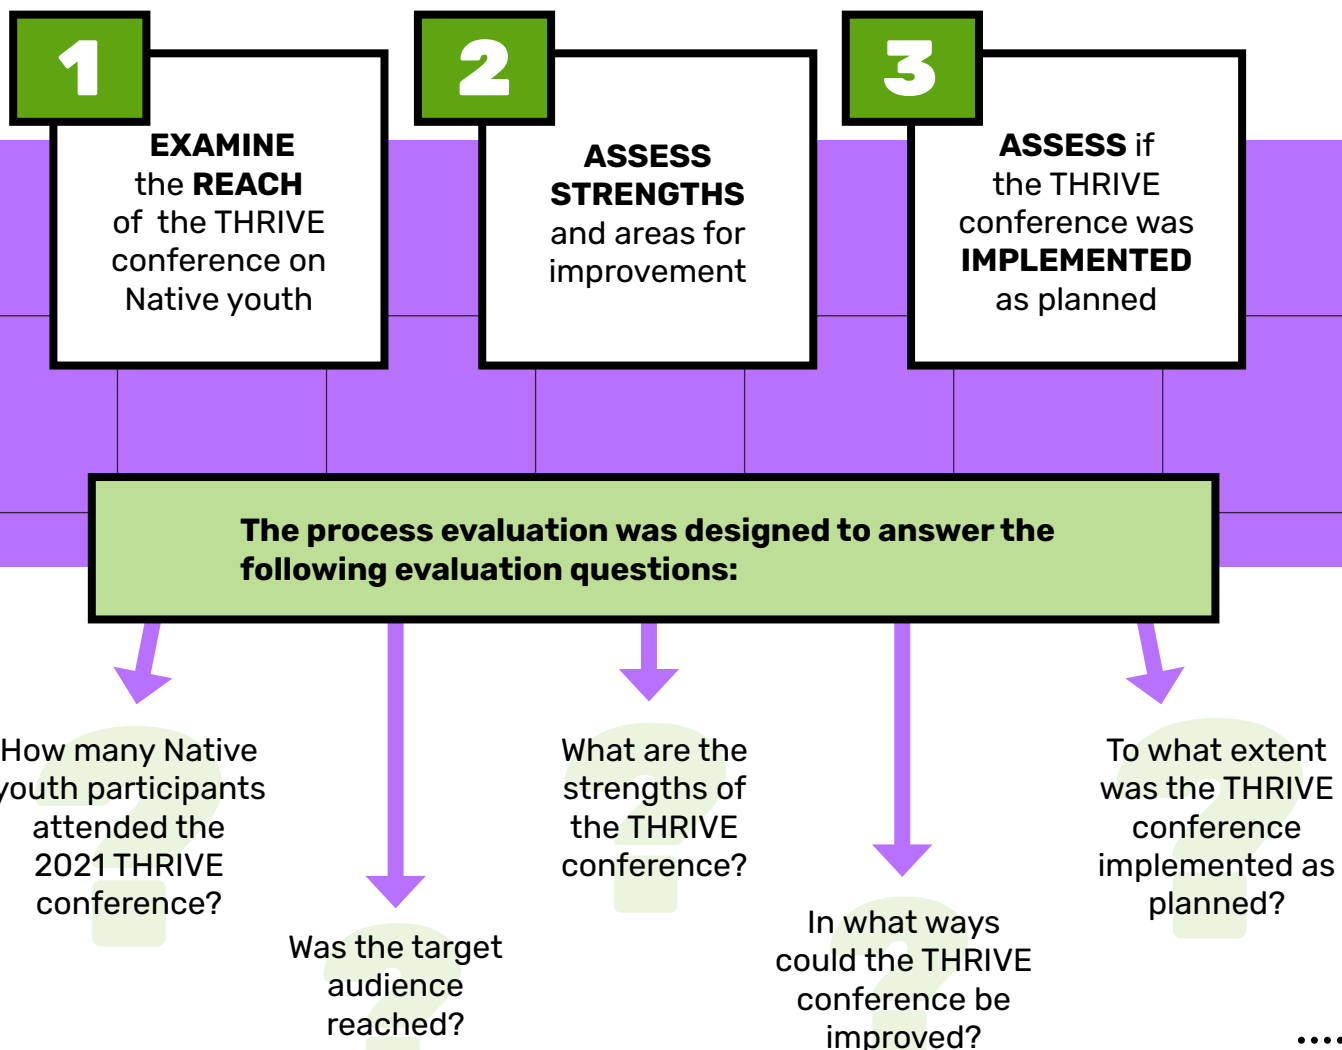 1
EXAMINE
the REACH
of the THRIVE
conference on
Native youth
2
ASSESS
STRENGTHS
and areas for
improvement
3
ASSESS if
the THRIVE
conference was
IMPLEMENTED
as planned
The process evaluation was designed to answer the
following evaluation questions:
How many Native
youth participants
attended the
2021 THRIVE
conference?
Was the target
audience
reached?
What are the
strengths of
the THRIVE
conference?
In what ways
could the THRIVE
conference be
improved?
To what extent
was the THRIVE
conference
implemented as
planned?